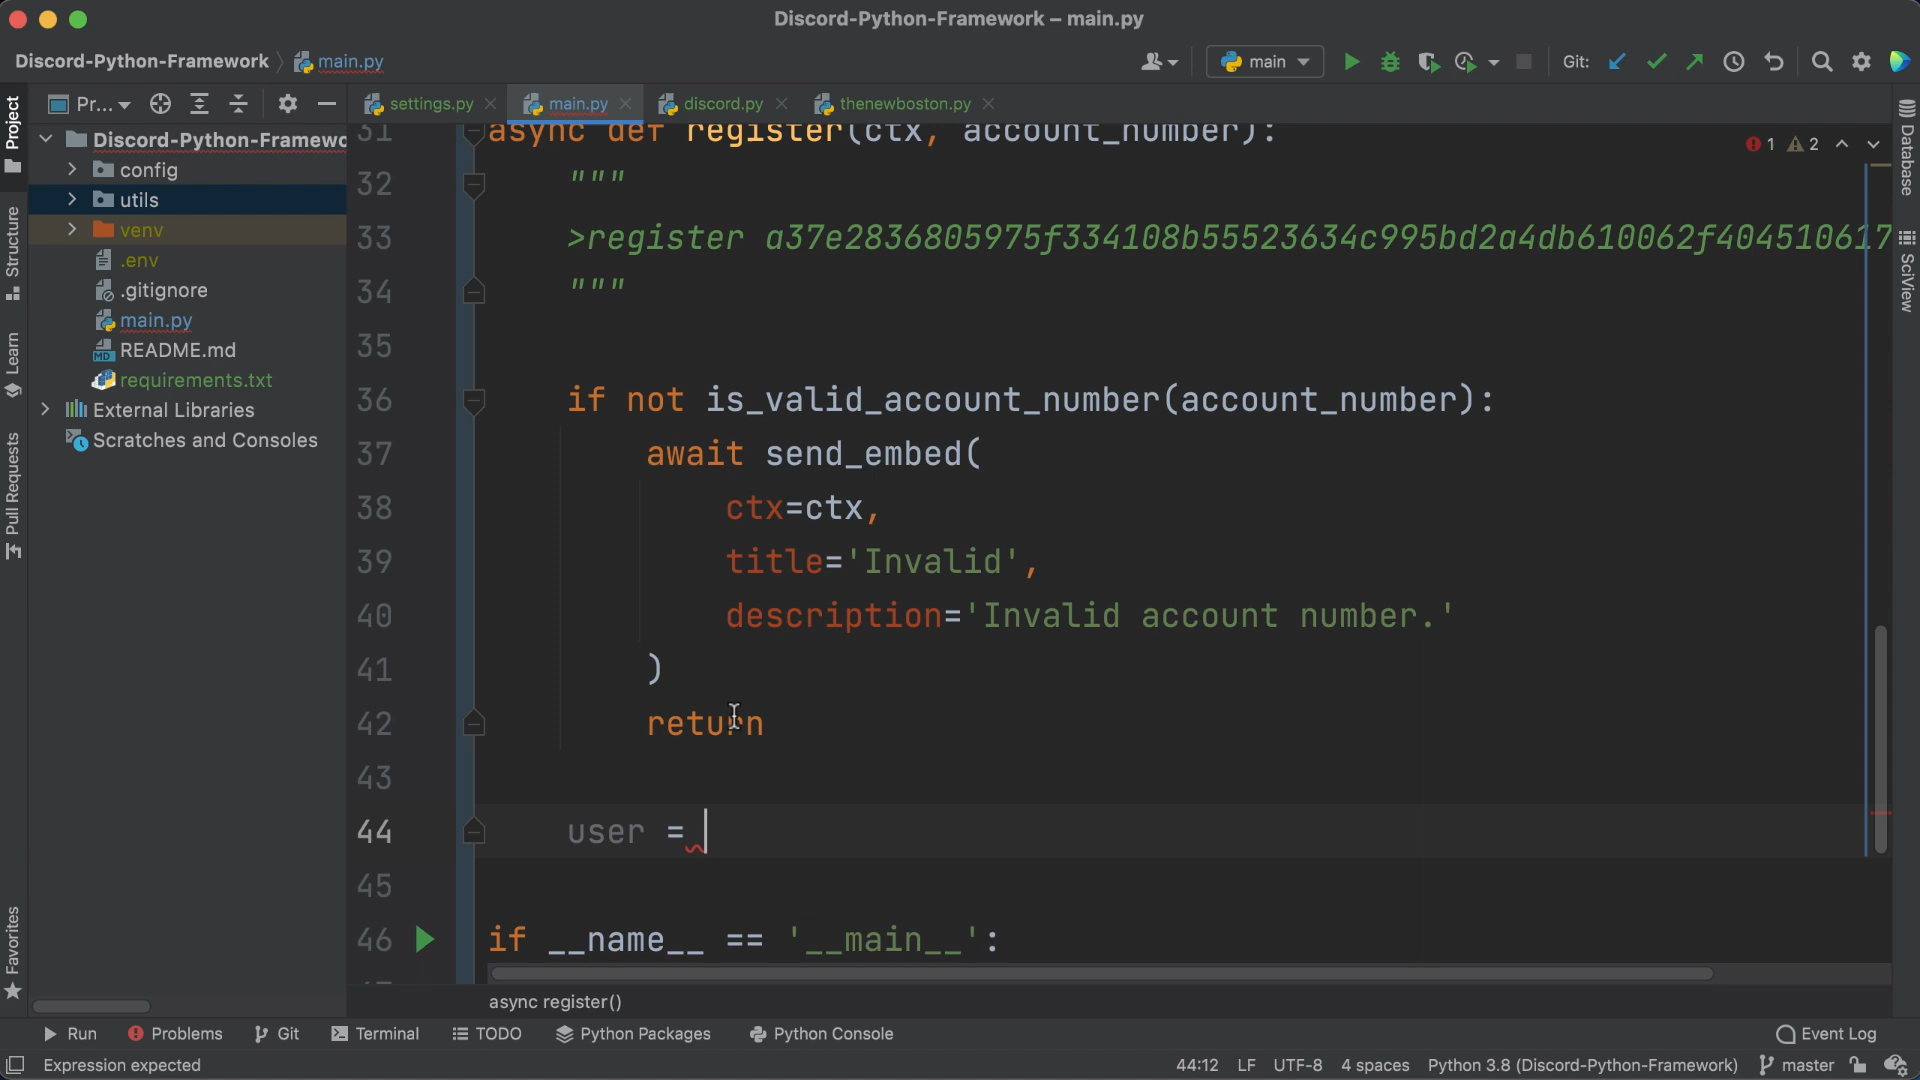 Discord-Python-Framework – main.py
Discord-Python-Framework
main.py
main
Git:
Project
Pr...
settings.py
main.py
discord.py
thenewboston.py
Database
SciView
Structure
Learn
Pull Requests
Favorites
Discord-Python-Framewo
config
utils
venv
.env
.gitignore
main.py
README.md
requirements.txt
External Libraries
Scratches and Consoles
1 2
31 async def register(ctx, account_number):
32 """
33 >register a37e2836805975f334108b55523634c995bd2a4db610062f404510617
34 """
35
36 if not is_valid_account_number(account_number):
37 await send_embed(
38 ctx=ctx,
39 title='Invalid',
40 description='Invalid account number.'
41 )
42 return
43
44 user =
45
46 if __name__ == '__main__':
async register()
Run
Problems
Git
Terminal
TODO
Python Packages
Python Console
Event Log
Expression expected
44:12 LF UTF-8 4 spaces Python 3.8 (Discord-Python-Framework) master